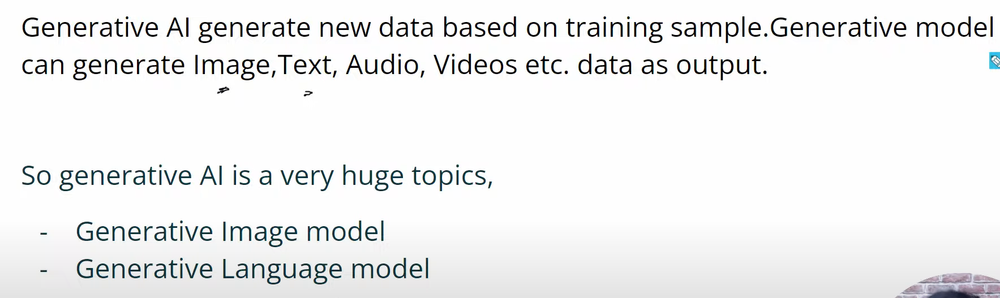 Generative AI generate new data based on training sample.Generative model
can generate Image,Text, Audio, Videos etc. data as output.
So generative AI is a very huge topics,
- Generative Image model
- Generative Language model